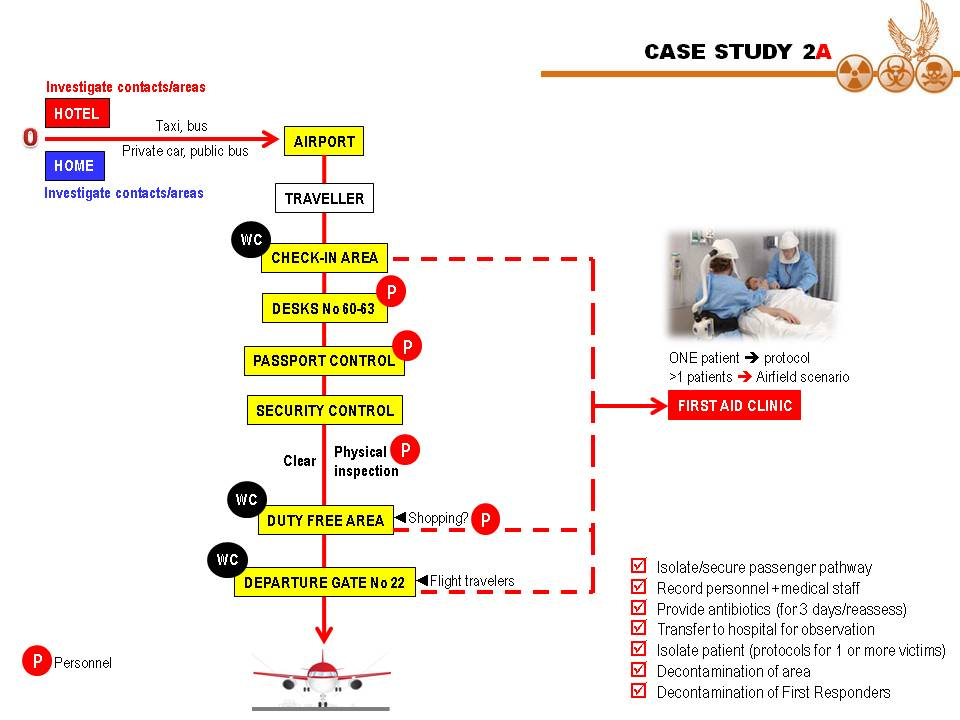 CASE STUDY 2A
Investigate contacts/areas
HOTEL
Taxi, bus
0
AIRPORT
Private car, public bus
HOME
Investigate contacts/areas
TRAVELLER
WC
CHECK-IN AREA
P
DESKS No 60-63
P
PASSPORT CONTROL
ONE patient ➔ protocol
>1 patients ➔ Airfield scenario
FIRST AID CLINIC
SECURITY CONTROL
Clear
Physical
inspection
P
WC
DUTY FREE AREA
Shopping?
P
WC
DEPARTURE GATE No 22
Flight travelers
Isolate/secure passenger pathway
Record personnel +medical staff
Provide antibiotics (for 3 days/reassess)
Transfer to hospital for observation
Isolate patient (protocols for 1 or more victims)
Decontamination of area
Decontamination of First Responders
P Personnel